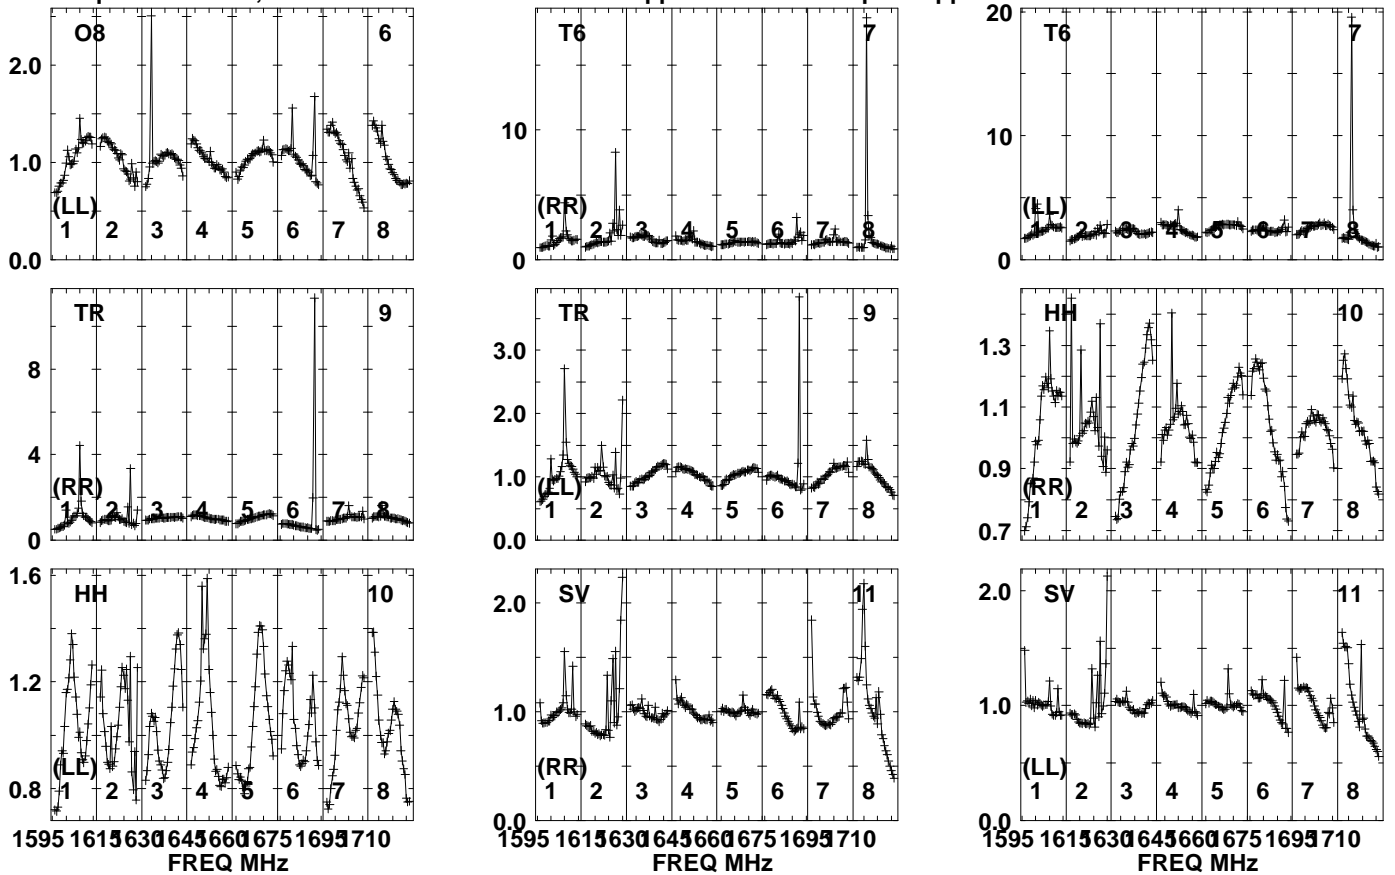 O8 6
2.0
1.0
0.0
(LL)
1 2 3 4 5 6 7 8
T6 7
10
0
(RR)
1 2 3 4 5 6 7 8
T6 7
20
10
0
(LL)
1 2 3 4 5 6 7 8
TR 9
8
4
0
(RR)
1 2 3 4 5 6 7 8
TR 9
3.0
2.0
1.0
0.0
(LL)
1 2 3 4 5 6 7 8
HH 10
1.3
1.1
0.9
0.7
(RR)
1 2 3 4 5 6 7 8
HH 10
1.6
1.2
0.8
(LL)
1 2 3 4 5 6 7 8
1595 1615 1630 1645 1660 1675 1695 1710
FREQ MHz
SV 11
2.0
1.0
0.0
(RR)
1 2 3 4 5 6 7 8
1595 1615 1630 1645 1660 1675 1695 1710
FREQ MHz
SV 11
2.0
1.0
0.0
(LL)
1 2 3 4 5 6 7 8
1595 1615 1630 1645 1660 1675 1695 1710
FREQ MHz